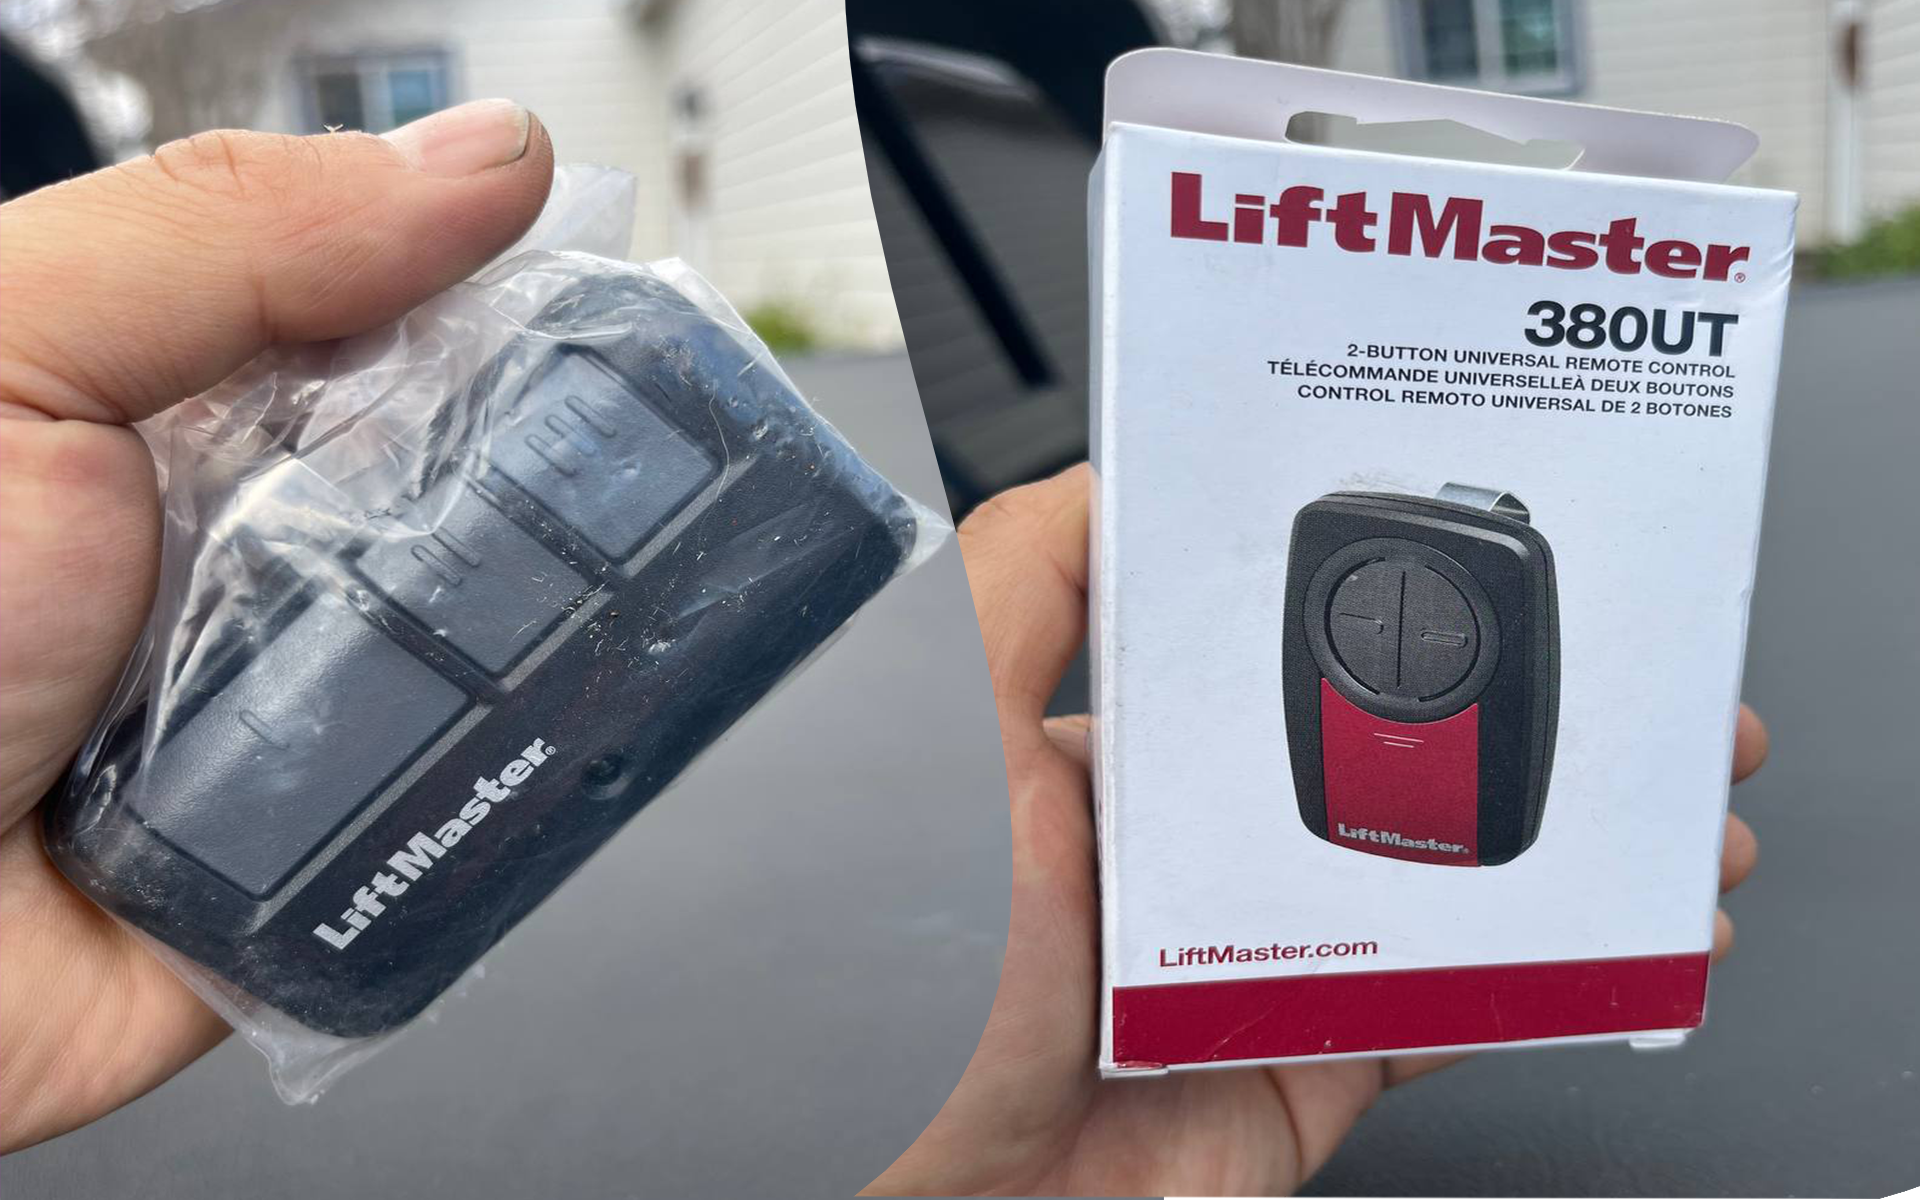 LiftMaster®
LiftMaster®
380UT
2-BUTTON UNIVERSAL REMOTE CONTROL
TÉLÉCOMMANDE UNIVERSELLEÀ DEUX BOUTONS
CONTROL REMOTO UNIVERSAL DE 2 BOTONES
LiftMaster®
LiftMaster.com